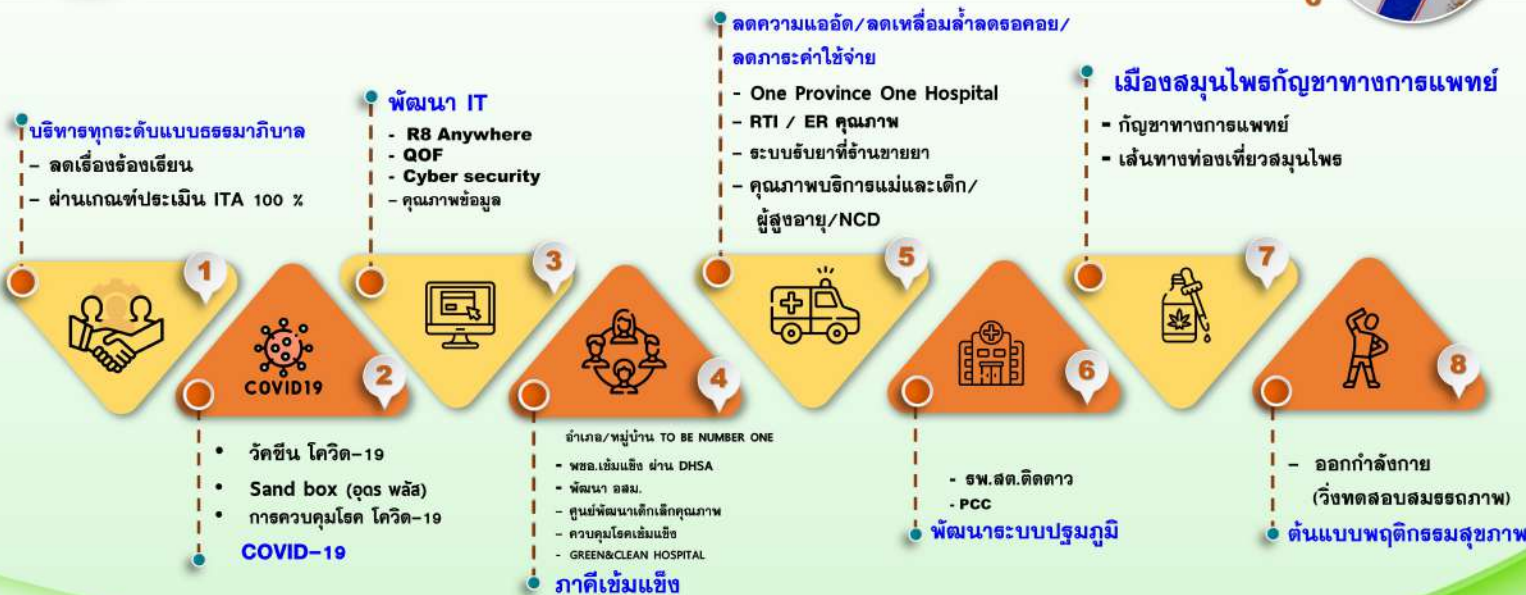 บริหารทุกระดับแบบธรรมาภิบาล
– ลดเรื่องร้องเรียน
– ผ่านเกณฑ์ประเมิน ITA 100 %
1
COVID19
2
• วัคซีน โควิด-19
• Sand box (อุดร พลัส)
• การควบคุมโรค โควิด-19
COVID-19
พัฒนา IT
- R8 Anywhere
- QOF
- Cyber security
– คุณภาพข้อมูล
3
4
อำเภอ/หมู่บ้าน TO BE NUMBER ONE
- พชอ.เข้มแข็ง ผ่าน DHSA
- พัฒนา อสม.
– ศูนย์พัฒนาเด็กเล็กคุณภาพ
– ควบคุมโรคเข้มแข็ง
- GREEN&CLEAN HOSPITAL
ภาคีเข้มแข็ง
ลดความแออัด/ลดเหลื่อมล้ำลดรอคอย/
ลดภาระค่าใช้จ่าย
- One Province One Hospital
- RTI / ER คุณภาพ
– ระบบรับยาที่ร้านขายยา
– คุณภาพบริการแม่และเด็ก/
ผู้สูงอายุ/NCD
5
6
- รพ.สต.ติดดาว
- PCC
พัฒนาระบบปฐมภูมิ
เมืองสมุนไพรกัญชาทางการแพทย์
- กัญชาทางการแพทย์
- เส้นทางท่องเที่ยวสมุนไพร
7
8
– ออกกำลังกาย
(วิ่งทดสอบสมรรถภาพ)
ต้นแบบพฤติกรรมสุขภาพ